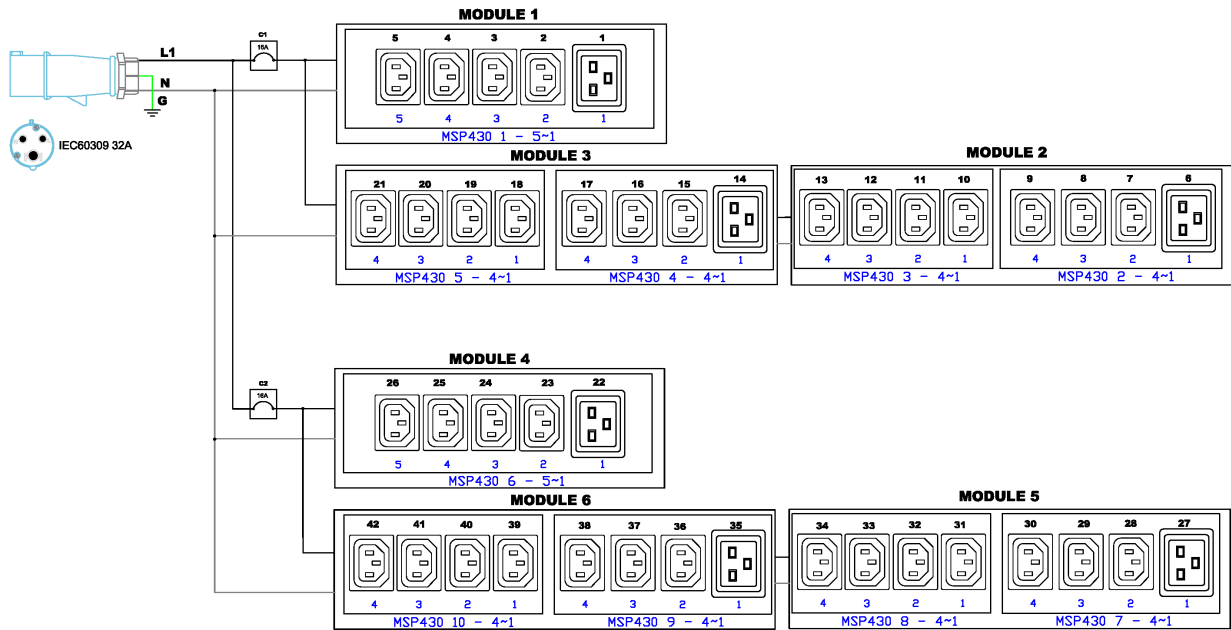 MODULE 1
C1
16A
L1
N
G
IEC60309 32A
5 4 3 2 1
5 4 3 2 1
MSP430 1 - 5~1
MODULE 3
21 20 19 18 17 16 15 14
4 3 2 1 4 3 2 1
MSP430 5 - 4~1 MSP430 4 - 4~1
MODULE 2
13 12 11 10 9 8 7 6
4 3 2 1 4 3 2 1
MSP430 3 - 4~1 MSP430 2 - 4~1
MODULE 4
C2
16A
26 25 24 23 22
5 4 3 2 1
MSP430 6 - 5~1
MODULE 6
42 41 40 39 38 37 36 35
4 3 2 1 4 3 2 1
MSP430 10 - 4~1 MSP430 9 - 4~1
MODULE 5
34 33 32 31 30 29 28 27
4 3 2 1 4 3 2 1
MSP430 8 - 4~1 MSP430 7 - 4~1